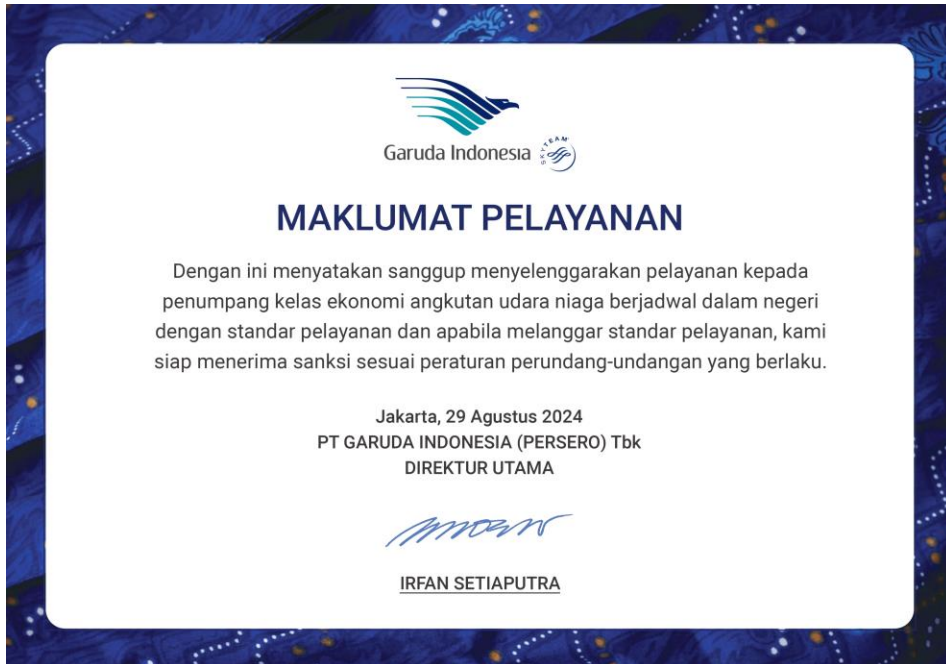 Garuda Indonesia
SKYTEAM
MAKLUMAT PELAYANAN
Dengan ini menyatakan sanggup menyelenggarakan pelayanan kepada
penumpang kelas ekonomi angkutan udara niaga berjadwal dalam negeri
dengan standar pelayanan dan apabila melanggar standar pelayanan, kami
siap menerima sanksi sesuai peraturan perundang-undangan yang berlaku.
Jakarta, 29 Agustus 2024
PT GARUDA INDONESIA (PERSERO) Tbk
DIREKTUR UTAMA
IRFAN SETIAPUTRA